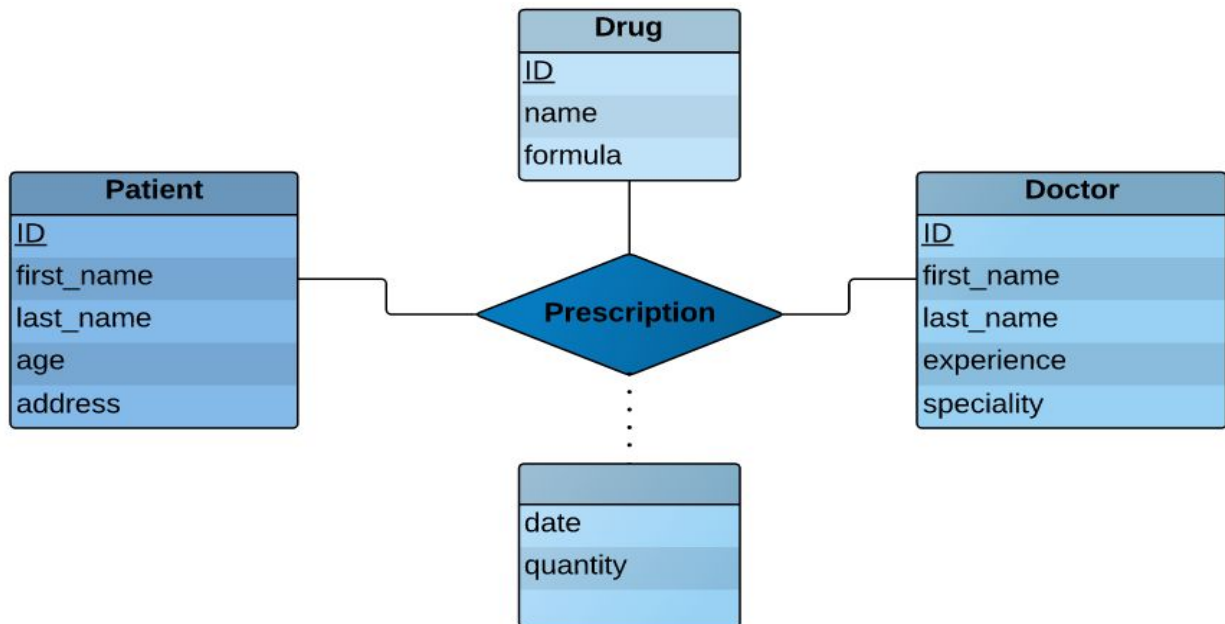 Drug
ID
name
formula
Patient
ID
first_name
last_name
age
address
Prescription
Doctor
ID
first_name
last_name
experience
speciality
date
quantity